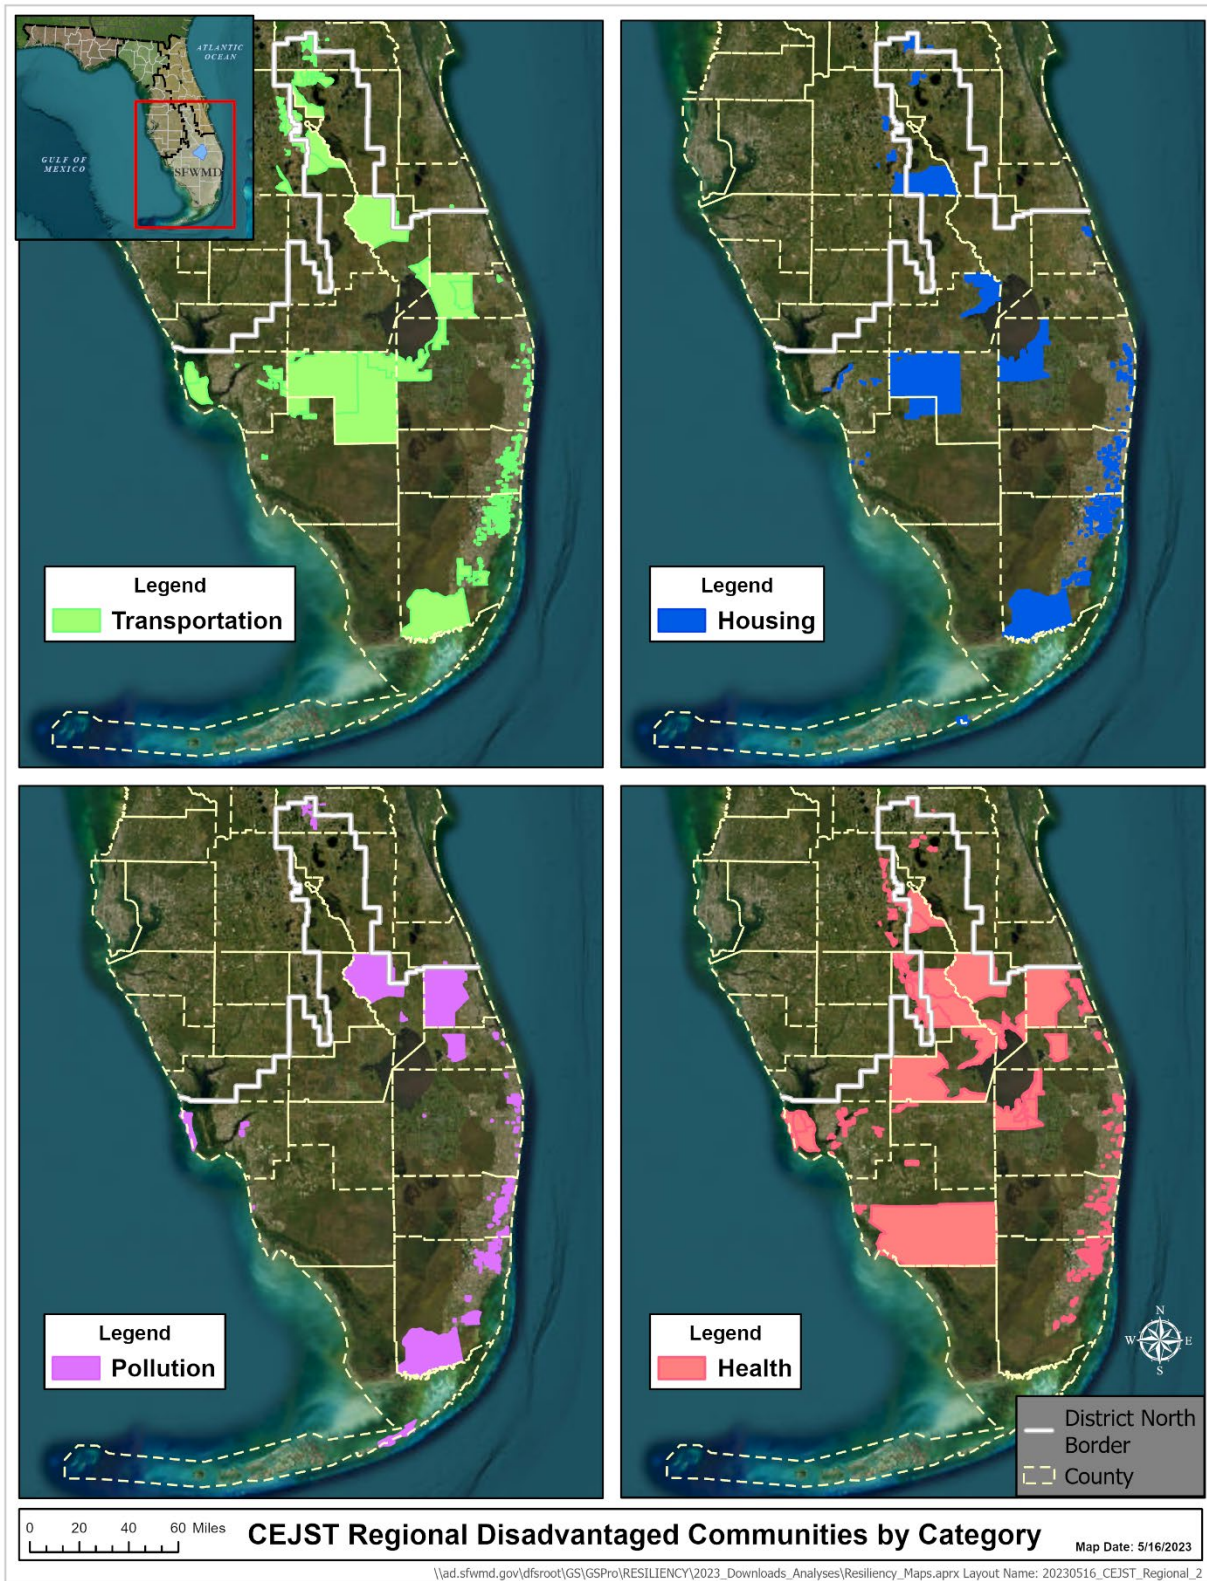 ATLANTIC
OCEAN
GULF OF
MEXICO
SFWMD
Legend
Transportation
Legend
Housing
Legend
Pollution
Legend
Health
N
W
E
S
District North
Border
County
0 20 40 60 Miles
CEJST Regional Disadvantaged Communities by Category
Map Date: 5/16/2023
\\ad.sfwmd.gov\dfsroot\GS\GSPro\RESILIENCY\2023_Downloads_Analyses\Resiliency_Maps.aprx Layout Name: 20230516_CEJST_Regional_2